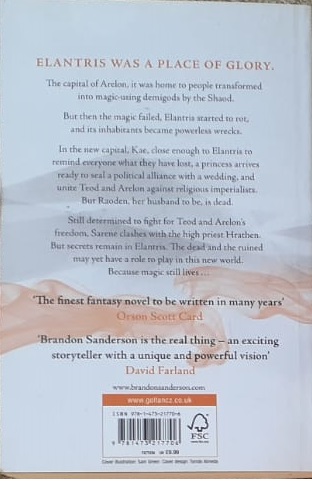 ELANTRIS WAS A PLACE OF GLORY.
The capital of Arelon, it was home to people transformed
into magic-using demigods by the Shaod.
But then the magic failed, Elantris started to rot,
and its inhabitants became powerless wrecks.
In the new capital, Kae, close enough to Elantris to
remind everyone what they have lost, a princess arrives
ready to seal a political alliance with a wedding, and
unite Teod and Arelon against religious imperialists.
But Raoden, her husband to be, is dead.
Still determined to fight for Teod and Arelon's
freedom, Sarene clashes with the high priest Hrathen.
But secrets remain in Elantris. The dead and the ruined
may yet have a role to play in this new world.
Because magic still lives...
'The finest fantasy novel to be written in many years'
Orson Scott Card
'Brandon Sanderson is the real thing – an exciting
storyteller with a unique and powerful vision'
David Farland
www.brandonsanderson.com
www.gollancz.co.uk
ISBN 978-1-473-21770-6
9 781473 217706
FSC
UK £9.99
Cover illustration: Sam Green Cover design: Tomás Almeida